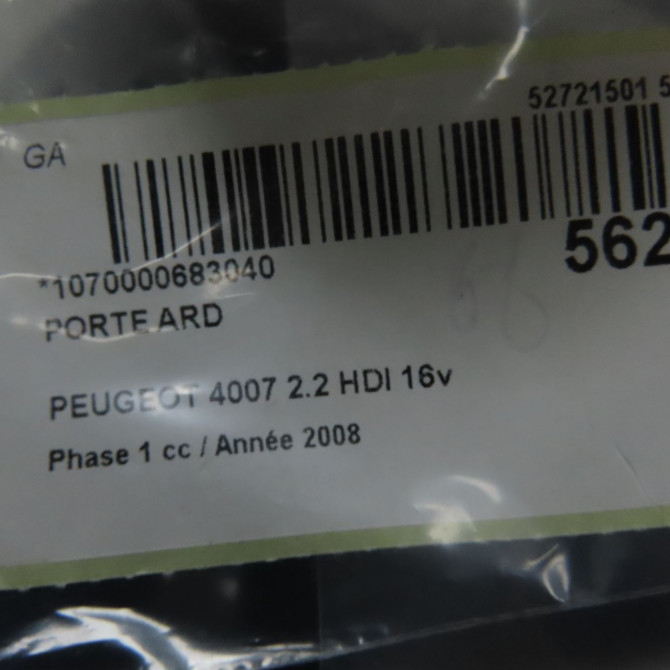 52721501 5
GA
562
*1070000683040
PORTE ARD
PEUGEOT 4007 2.2 HDI 16v
Phase 1 cc / Année 2008